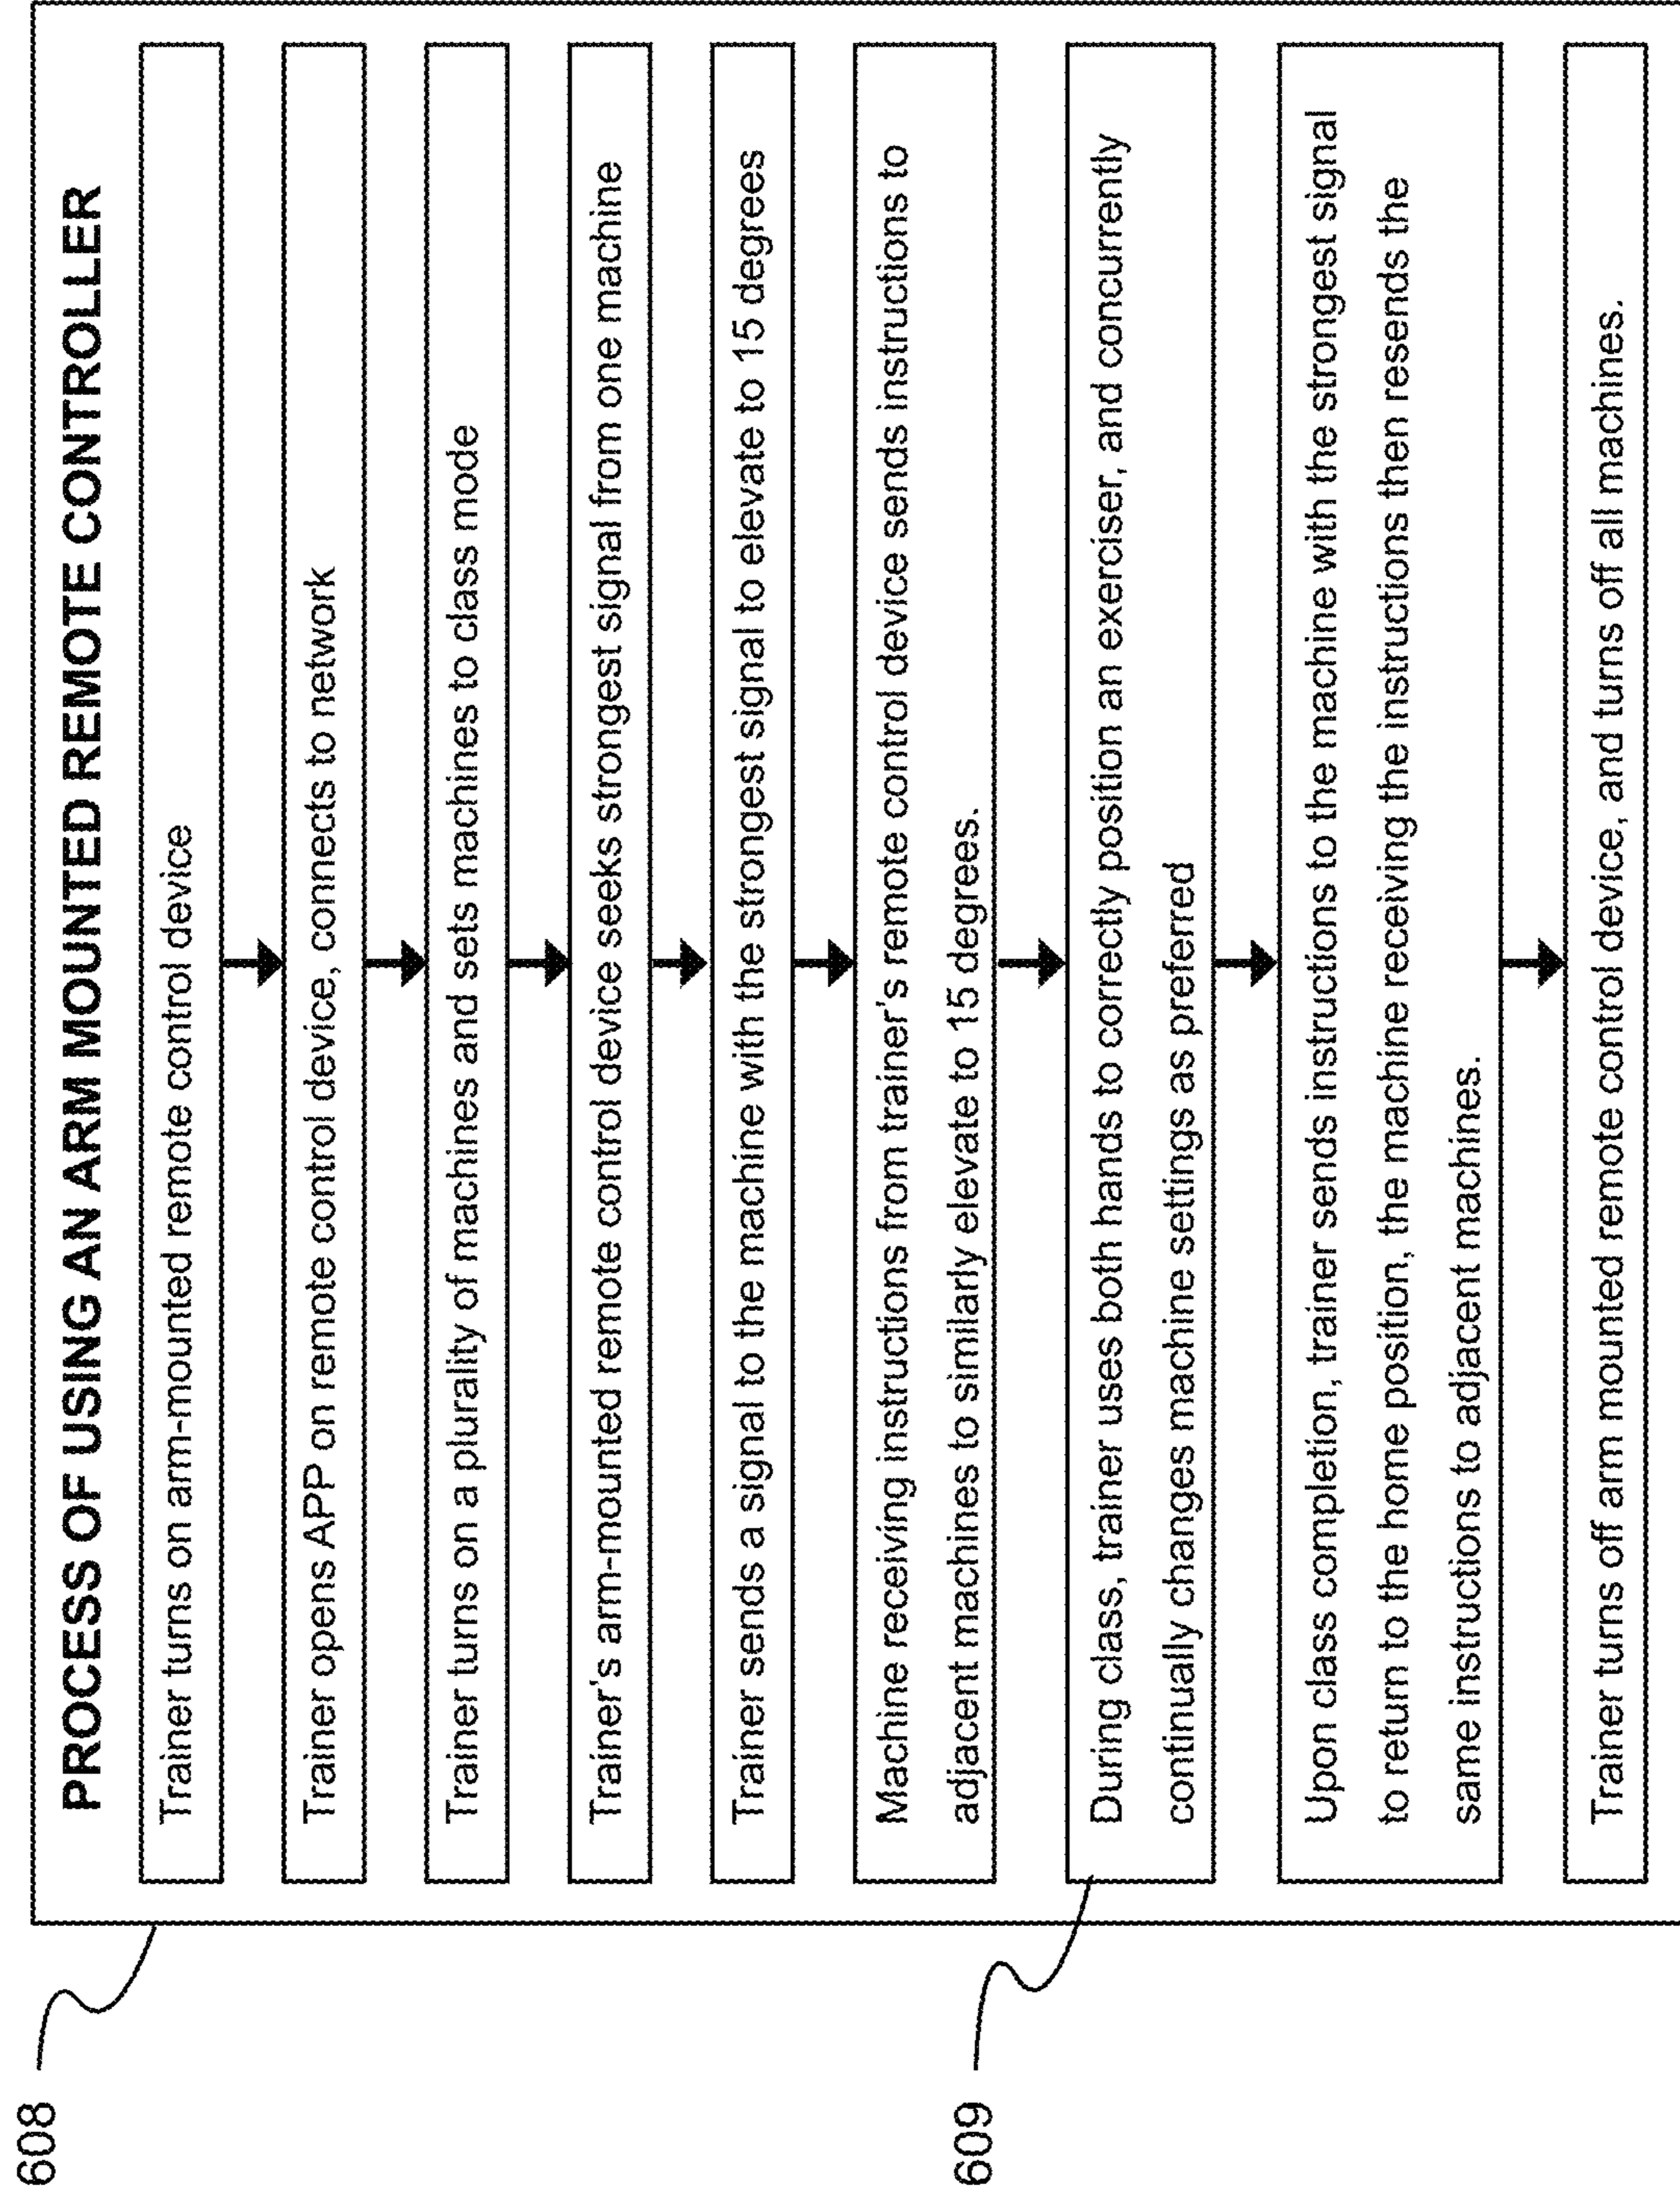 PROCESS OF USING AN ARM MOUNTED REMOTE CONTROLLER
608
Trainer turns on arm-mounted remote control device
Trainer opens APP on remote control device, connects to network
Trainer turns on a plurality of machines and sets machines to class mode
Trainer's arm-mounted remote control device seeks strongest signal from one machine
Trainer sends a signal to the machine with the strongest signal to elevate to 15 degrees
Machine receiving instructions from trainer's remote control device sends instructions to
adjacent machines to similarly elevate to 15 degrees.
609
During class, trainer uses both hands to correctly position an exerciser, and concurrently
continually changes machine settings as preferred
Upon class completion, trainer sends instructions to the machine with the strongest signal
to return to the home position, the machine receiving the instructions then resends the
same instructions to adjacent machines.
Trainer turns off arm mounted remote control device, and turns off all machines.